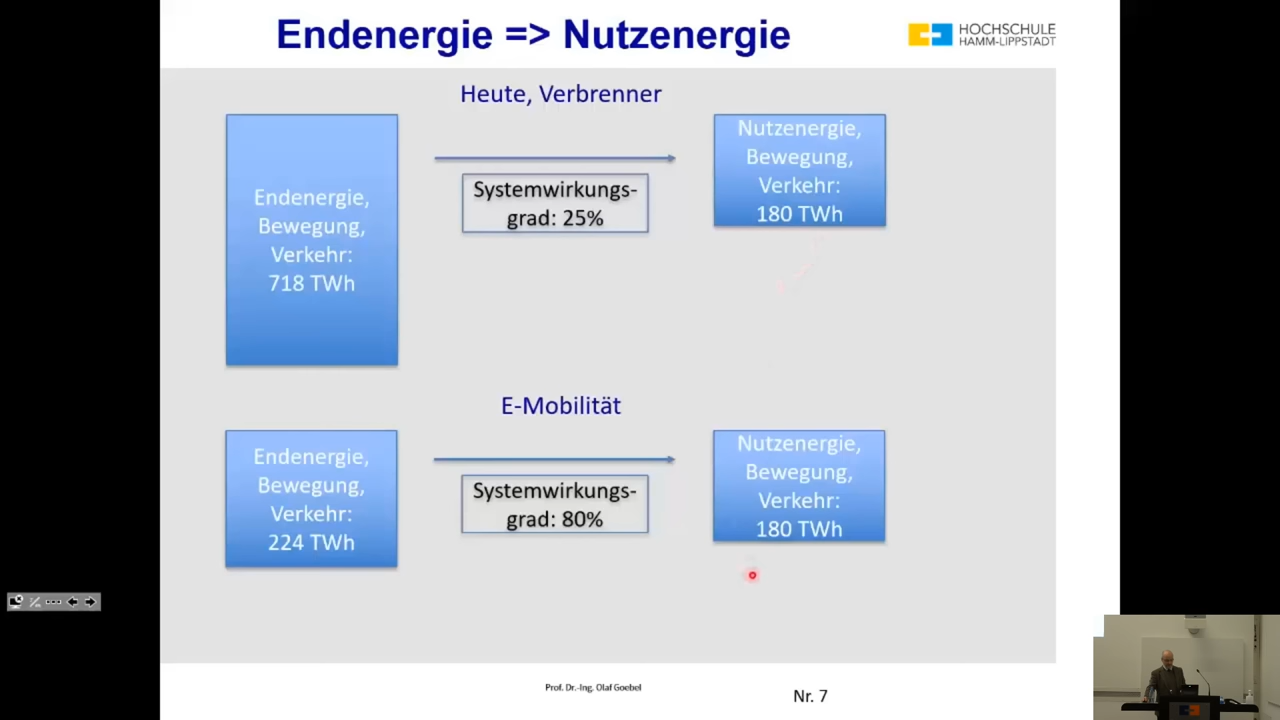 Endenergie => Nutzenergie
HOCHSCHULE
HAMM-LIPPSTADT
Heute, Verbrenner
Endenergie,
Bewegung,
Verkehr:
718 TWh
Systemwirkungs-
grad: 25%
Nutzenergie,
Bewegung,
Verkehr:
180 TWh
E-Mobilität
Endenergie,
Bewegung,
Verkehr:
224 TWh
Systemwirkungs-
grad: 80%
Nutzenergie,
Bewegung,
Verkehr:
180 TWh
Prof. Dr.-Ing. Olaf Goebel
Nr. 7